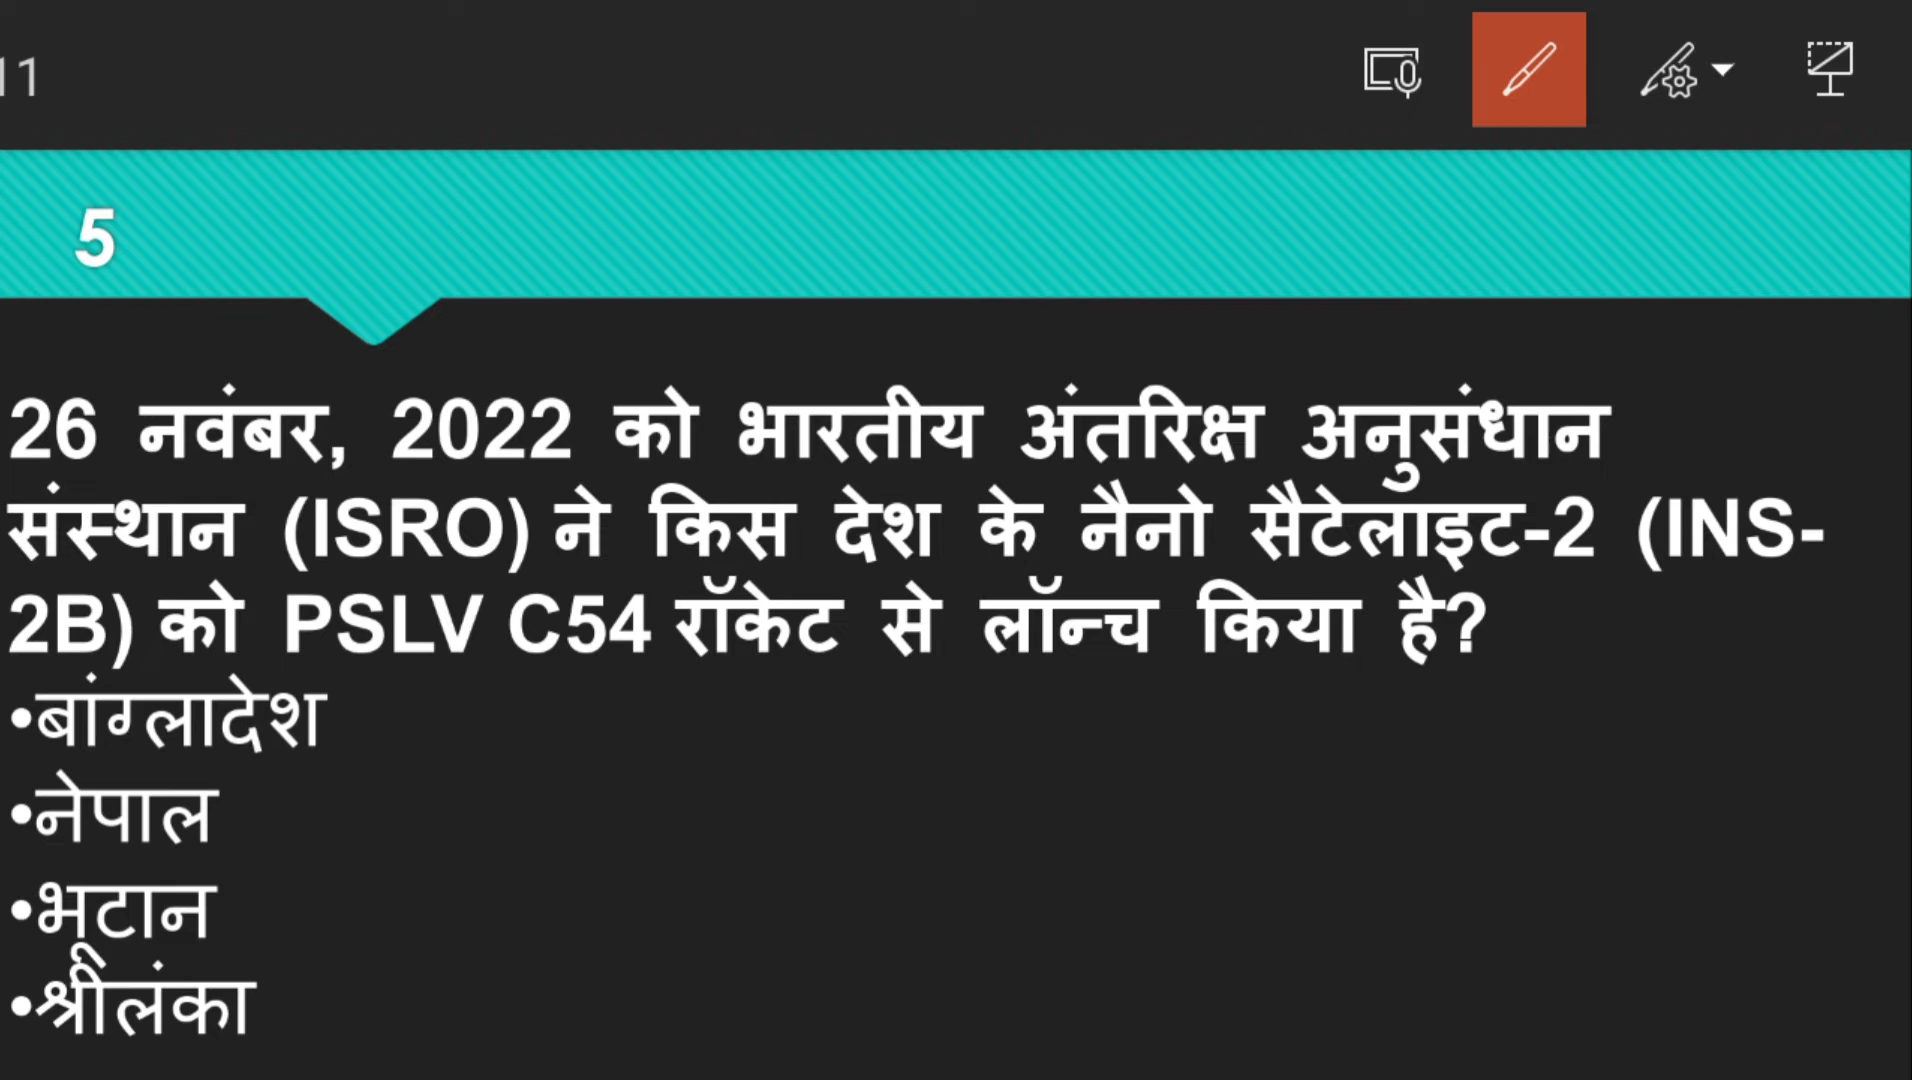 11
5
26 नवंबर, 2022 को भारतीय अंतरिक्ष अनुसंधान
संस्थान (ISRO) ने किस देश के नैनो सैटेलाइट-2 (INS-
2B) को PSLV C54 रॉकेट से लॉन्च किया है?
•बांग्लादेश
•नेपाल
•भूटान
•श्रीलंका